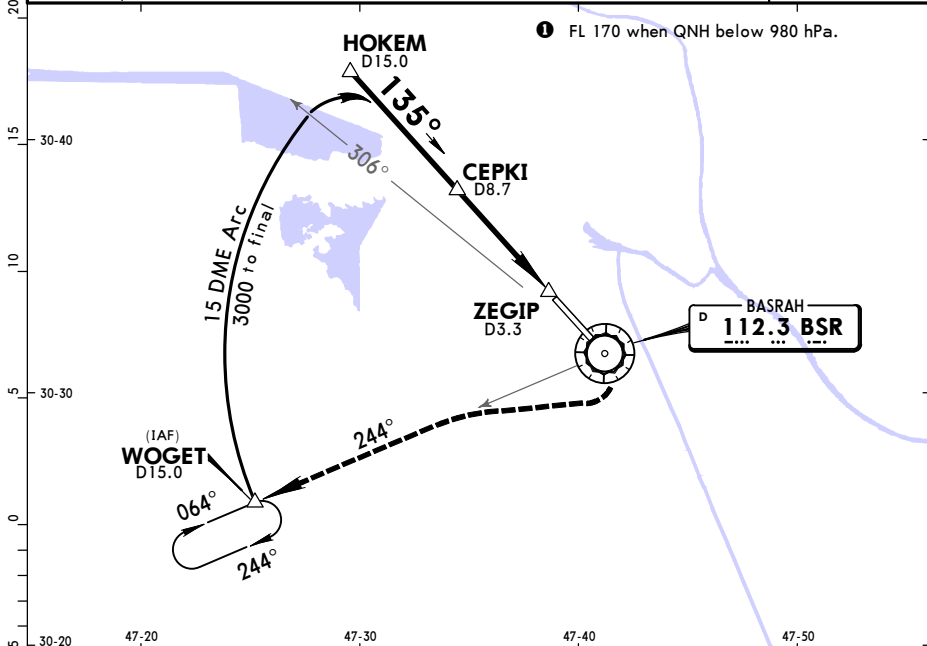 20
❶ FL 170 when QNH below 980 hPa.
HOKEM
D15.0
135°
15
30-40
306°
CEPKI
D8.7
15 DME Arc
3000 to final
10
ZEGIP
D3.3
BASRAH
D
112.3 BSR
5
30-30
244°
(IAF)
WOGET
D15.0
064°
0
244°
5
30-20
47-20
47-30
47-40
47-50